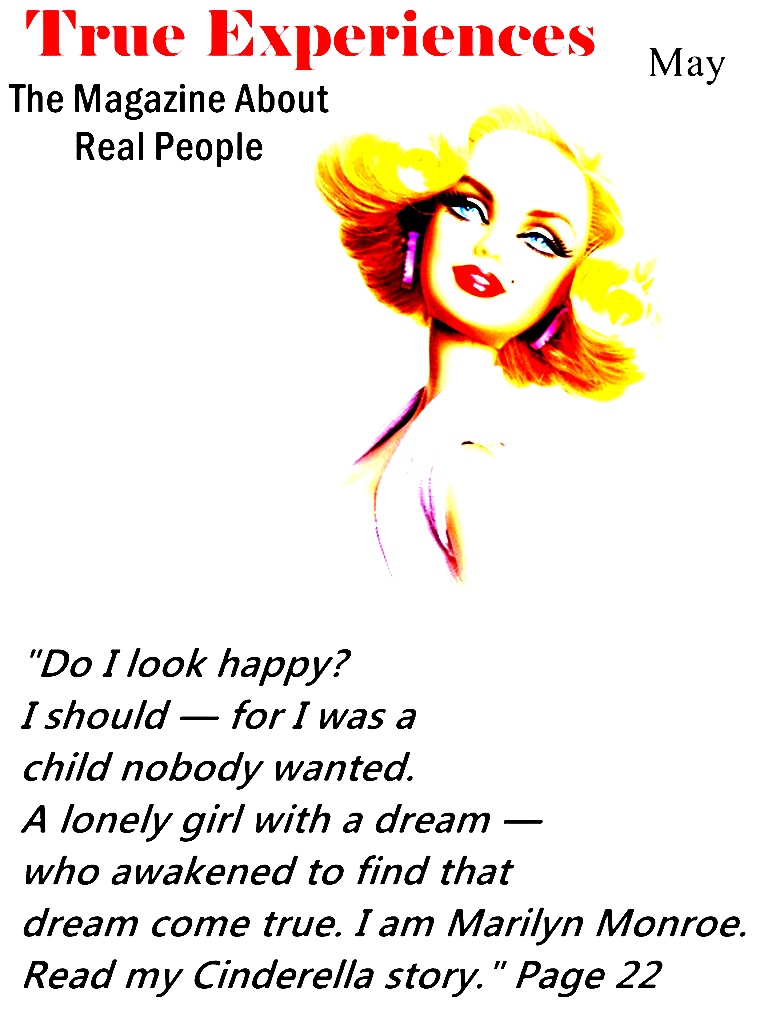 True Experiences
May
The Magazine About
Real People
"Do I look happy?
I should — for I was a
child nobody wanted.
A lonely girl with a dream —
who awakened to find that
dream come true. I am Marilyn Monroe.
Read my Cinderella story." Page 22